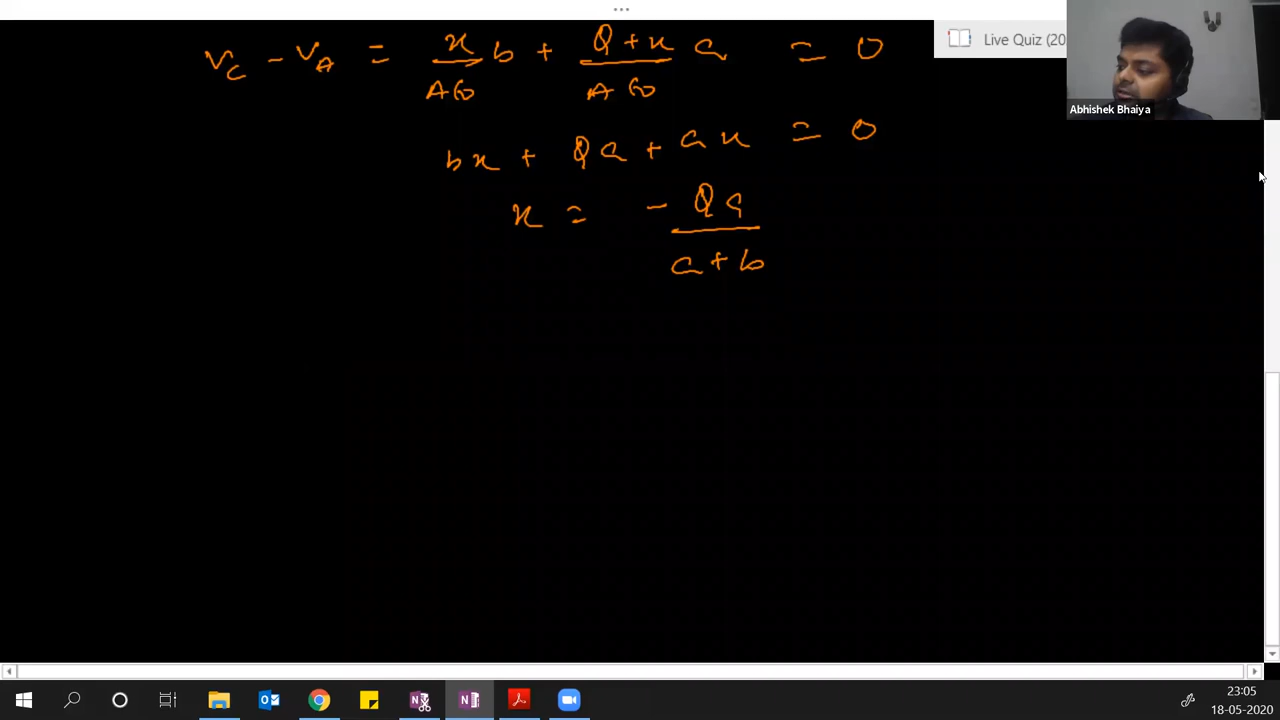 ...
V_C - V_A = x/Aε0 b + Q+x/Aε0 a = 0
Live Quiz (20
Abhishek Bhaiya
bx + Qa + ax = 0
x = - Qa/a+b
23:05
18-05-2020